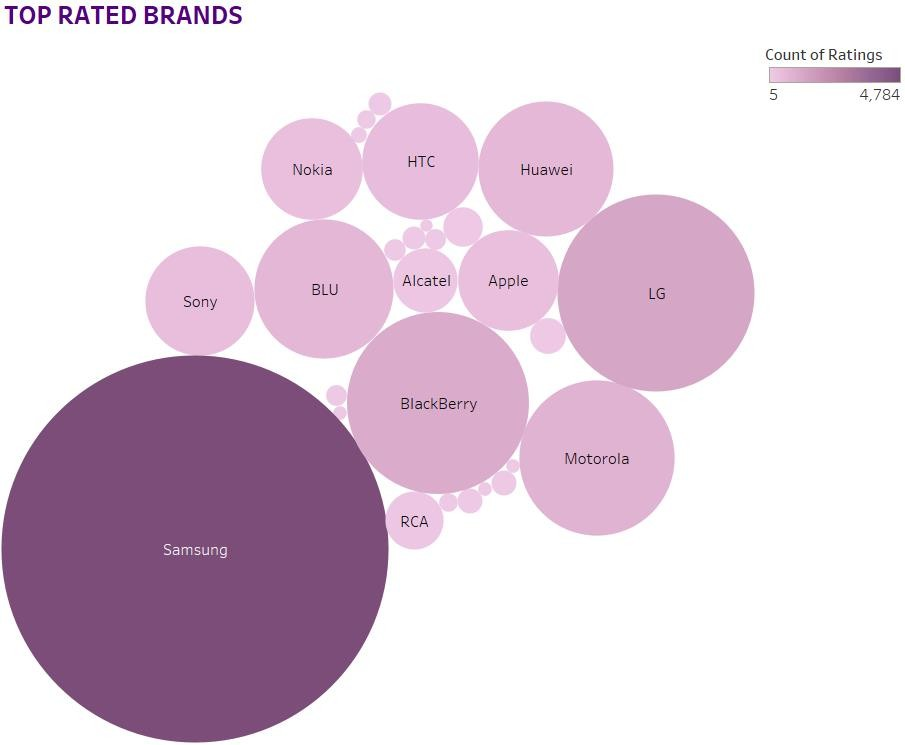 TOP RATED BRANDS
Count of Ratings
5 4,784
Nokia
HTC
Huawei
Sony
BLU
Alcatel
Apple
LG
BlackBerry
Motorola
RCA
Samsung